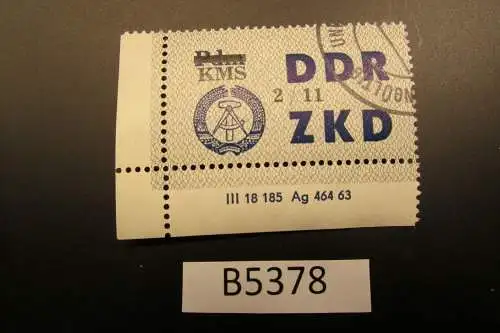 Pdm
KMS
DDR
2 11
ZKD
III 18 185 Ag 464 63
B5378